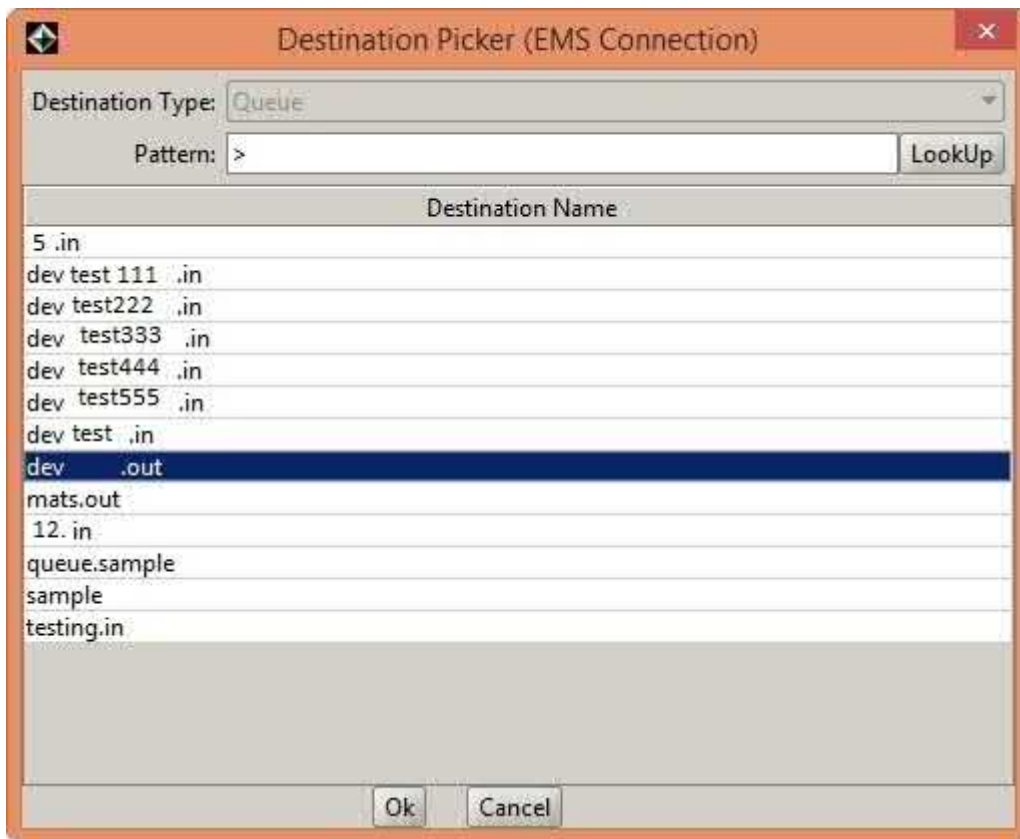 Destination Picker (EMS Connection)
Destination Type: Queue
Pattern: > LookUp
Destination Name
5 .in
dev test 111 .in
dev test222 .in
dev test333 .in
dev test444 .in
dev test555 .in
dev test .in
dev .out
mats.out
12. in
queue.sample
sample
testing.in
Ok Cancel